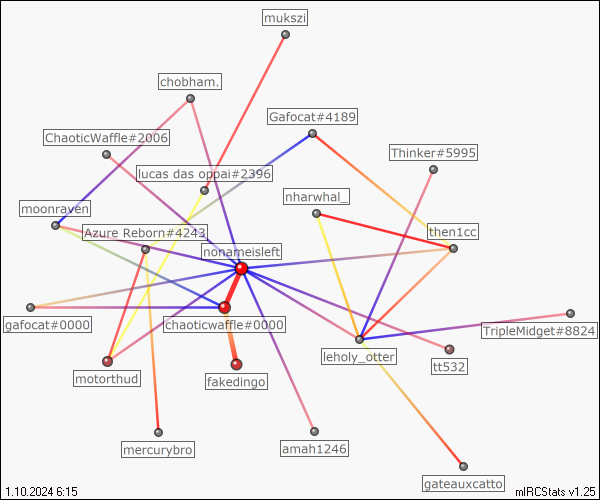 mukszi
chobham.
Gafocat#4189
ChaoticWaffle#2006
Thinker#5995
lucas das oppai#2396
nharwhal_
moonraven
Azure Reborn#4243
then1cc
nonameisleft
gafocat#0000
chaoticwaffle#0000
TripleMidget#8824
leholy_otter
tt532
motorthud
fakedingo
mercurybro
amah1246
gateauxcatto
1.10.2024 6:15
mIRCStats v1.25